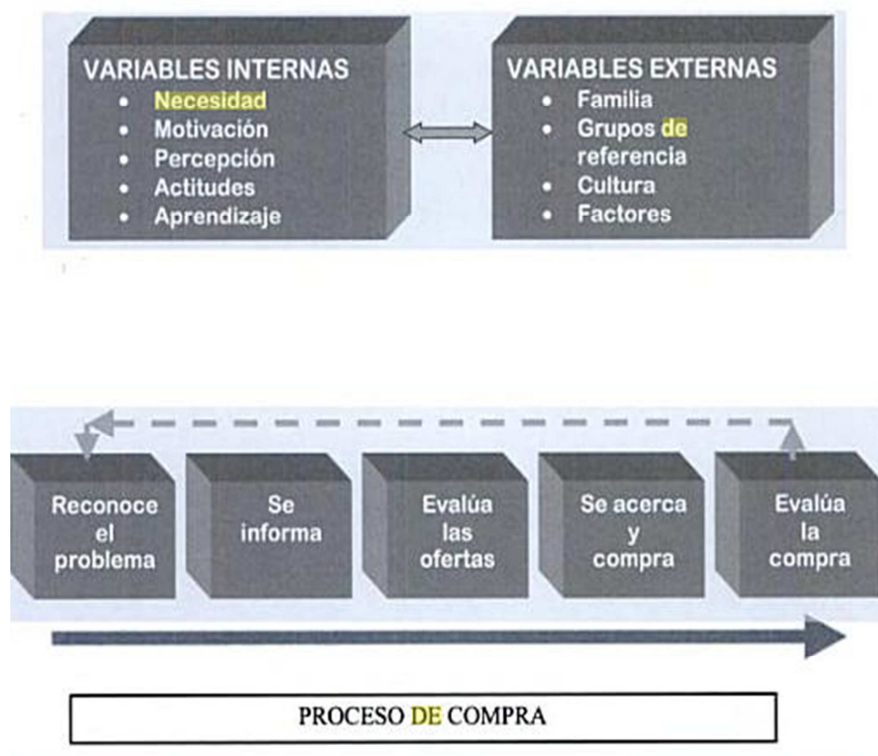 VARIABLES INTERNAS
• Necesidad
• Motivación
• Percepción
• Actitudes
• Aprendizaje
VARIABLES EXTERNAS
• Familia
• Grupos de
referencia
• Cultura
• Factores
Reconoce
el
problema
Se
informa
Evalúa
las
ofertas
Se acerca
y
compra
Evalúa
la
compra
PROCESO DE COMPRA